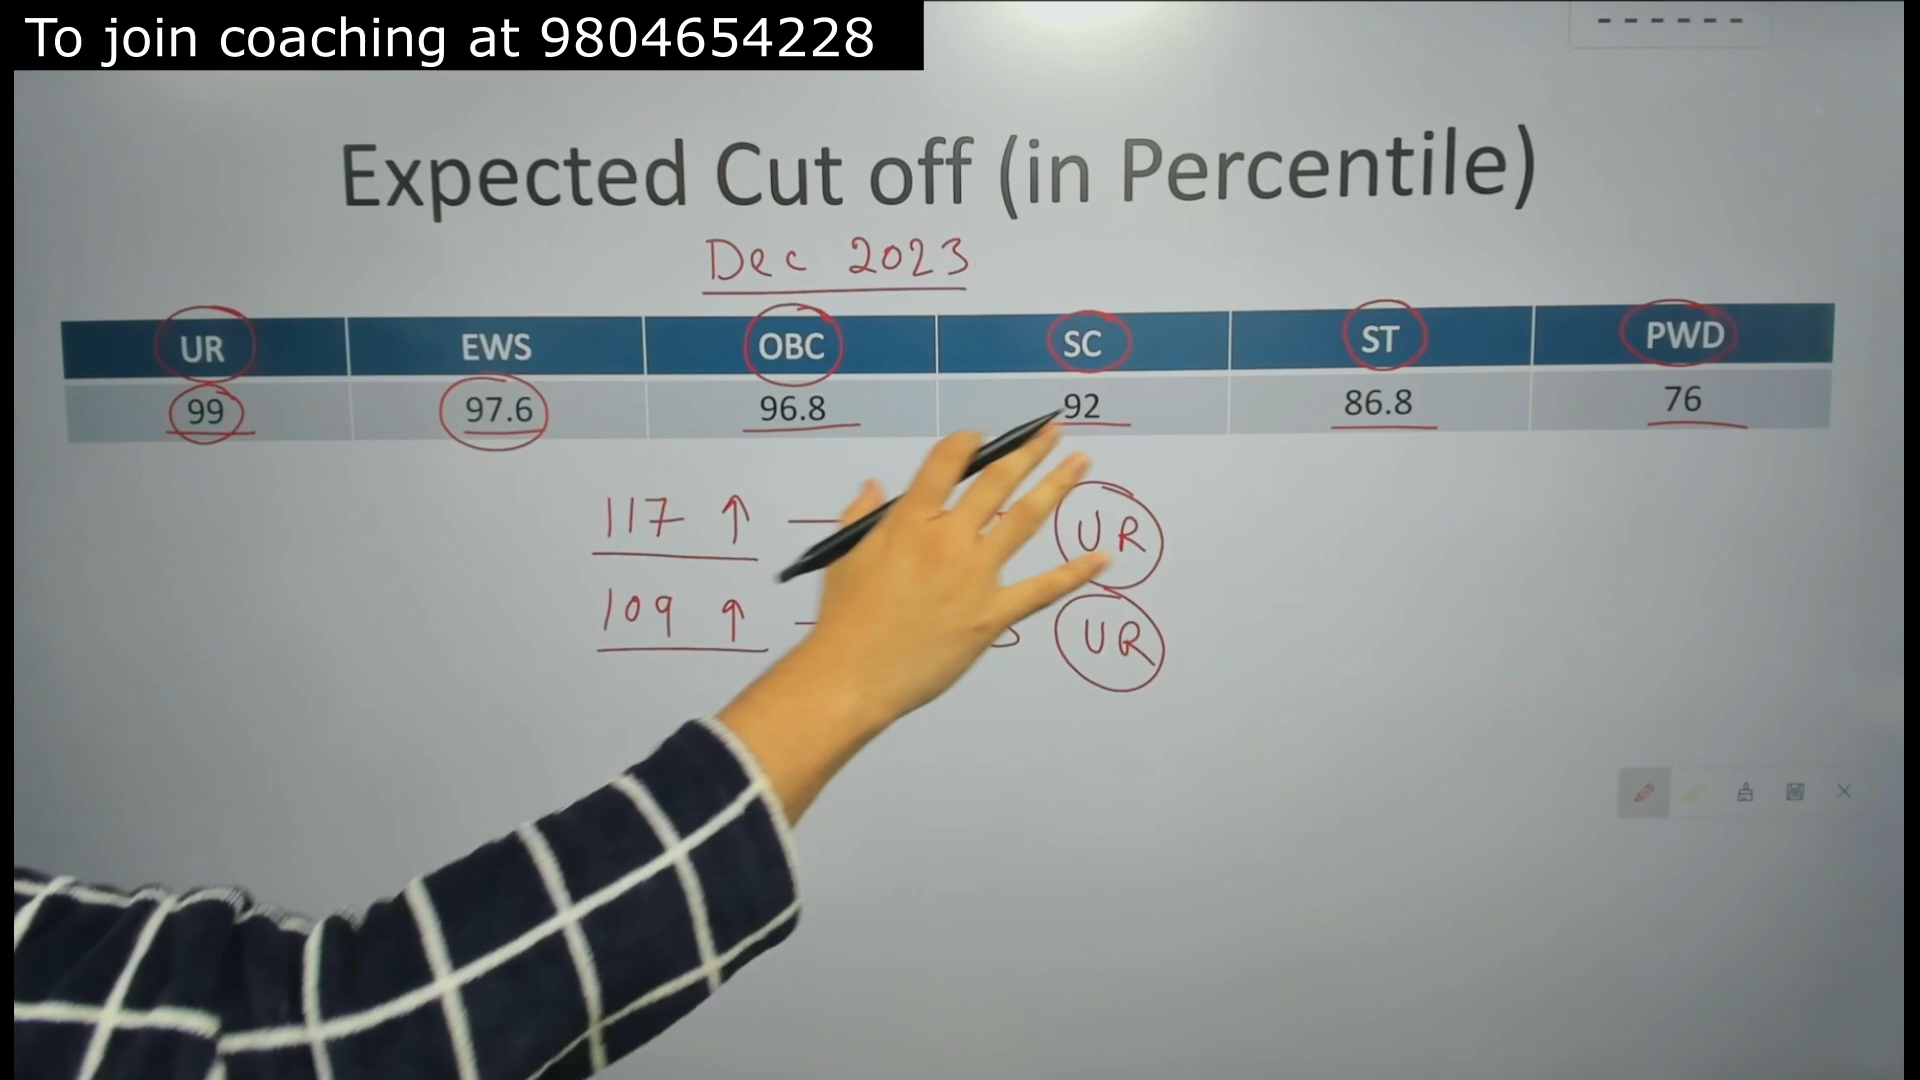 To join coaching at 9804654228
Expected Cut off (in Percentile)
Dec 2023
UR EWS OBC SC ST PWD
99 97.6 96.8 92 86.8 76
117 ↑ — UR
109 ↑ — UR